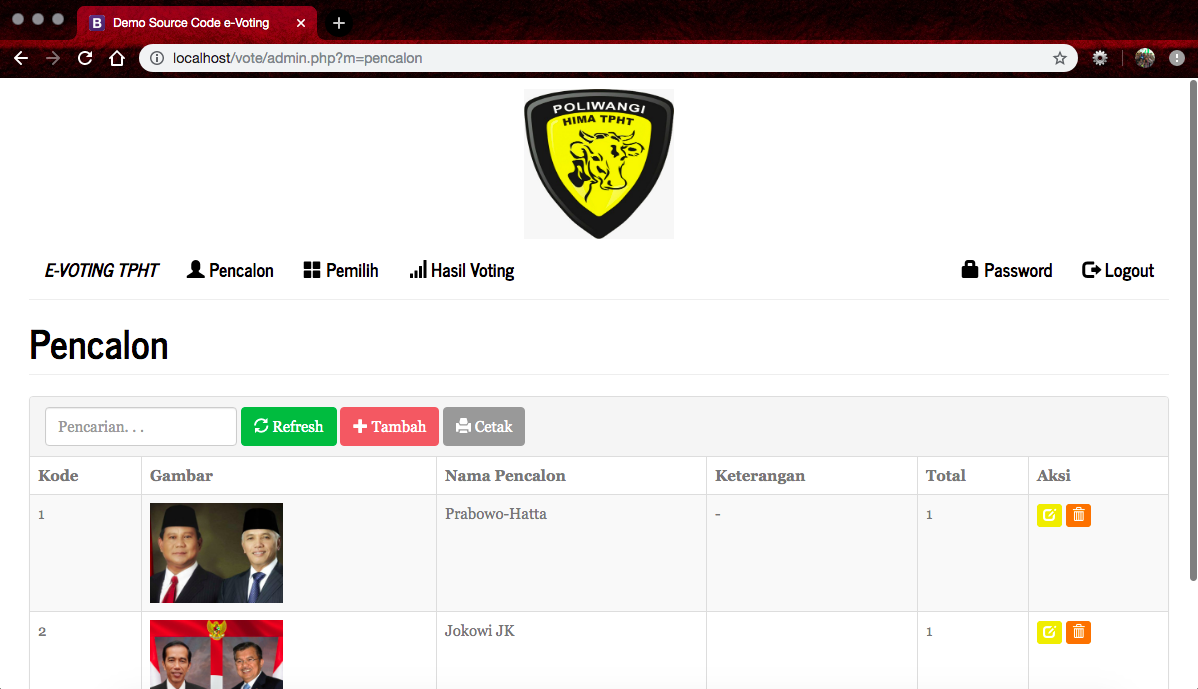 Demo Source Code e-Voting
localhost/vote/admin.php?m=pencalon
POLIWANGI
HIMA TPHT
E-VOTING TPHT Pencalon Pemilih Hasil Voting Password Logout
Pencalon
Pencarian. . . Refresh Tambah Cetak
Kode Gambar Nama Pencalon Keterangan Total Aksi
1 Prabowo-Hatta - 1
2 Jokowi JK 1